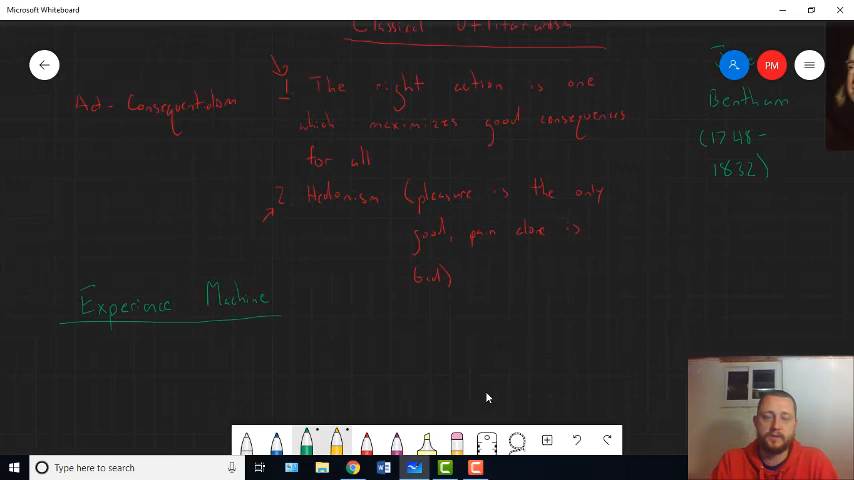 Microsoft Whiteboard
Classical Utilitarianism
PM
Act-Consequentialism
1. The right action is one
which maximizes good consequences
for all
2. Hedonism (pleasure is the only
good, pain alone is
bad)
Bentham
(1748-
1832)
Experience Machine
Type here to search